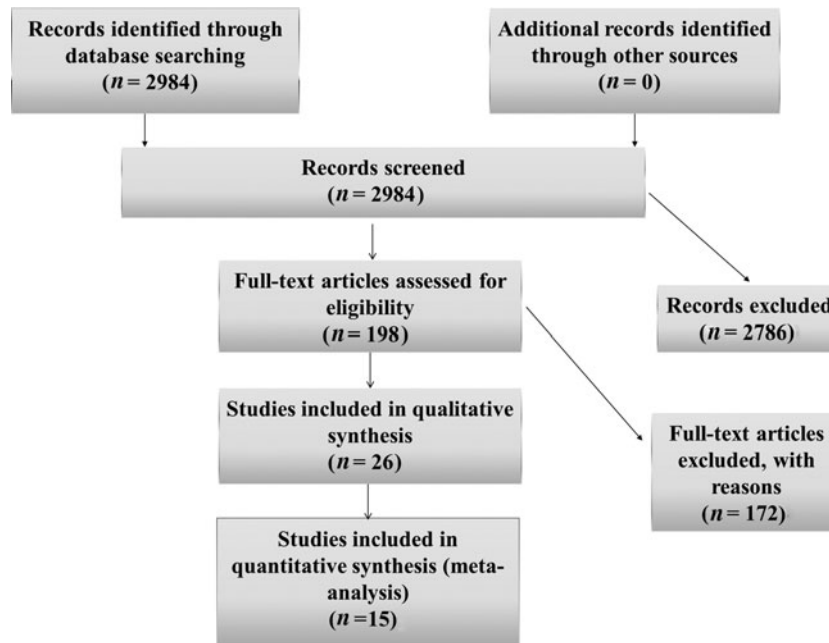 Records identified through
database searching
(n = 2984)
Additional records identified
through other sources
(n = 0)
Records screened
(n = 2984)
Full-text articles assessed for
eligibility
(n = 198)
Records excluded
(n = 2786)
Studies included in qualitative
synthesis
(n = 26)
Full-text articles
excluded, with
reasons
(n = 172)
Studies included in
quantitative synthesis (meta-
analysis)
(n =15)